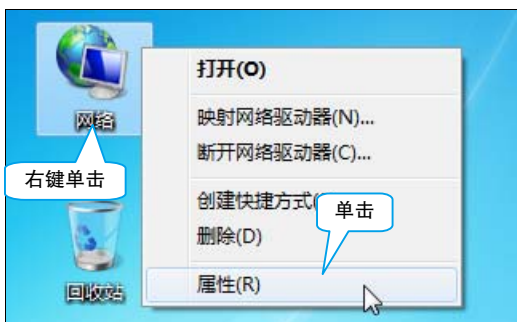 打开(O)
网络
映射网络驱动器(N)...
断开网络驱动器(C)...
右键单击
创建快捷方式(
单击
删除(D)
回收站
属性(R)